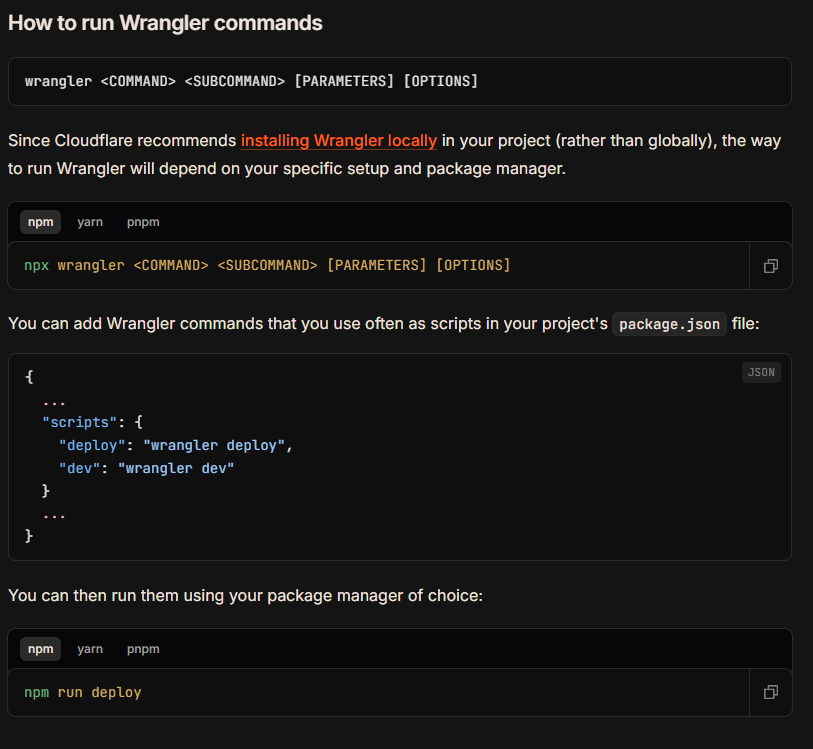 How to run Wrangler commands
wrangler <COMMAND> <SUBCOMMAND> [PARAMETERS] [OPTIONS]
Since Cloudflare recommends installing Wrangler locally in your project (rather than globally), the way
to run Wrangler will depend on your specific setup and package manager.
npm yarn pnpm
npx wrangler <COMMAND> <SUBCOMMAND> [PARAMETERS] [OPTIONS]
You can add Wrangler commands that you use often as scripts in your project's package.json file:
JSON
{
  ...
  "scripts": {
    "deploy": "wrangler deploy",
    "dev": "wrangler dev"
  }
  ...
}
You can then run them using your package manager of choice:
npm yarn pnpm
npm run deploy